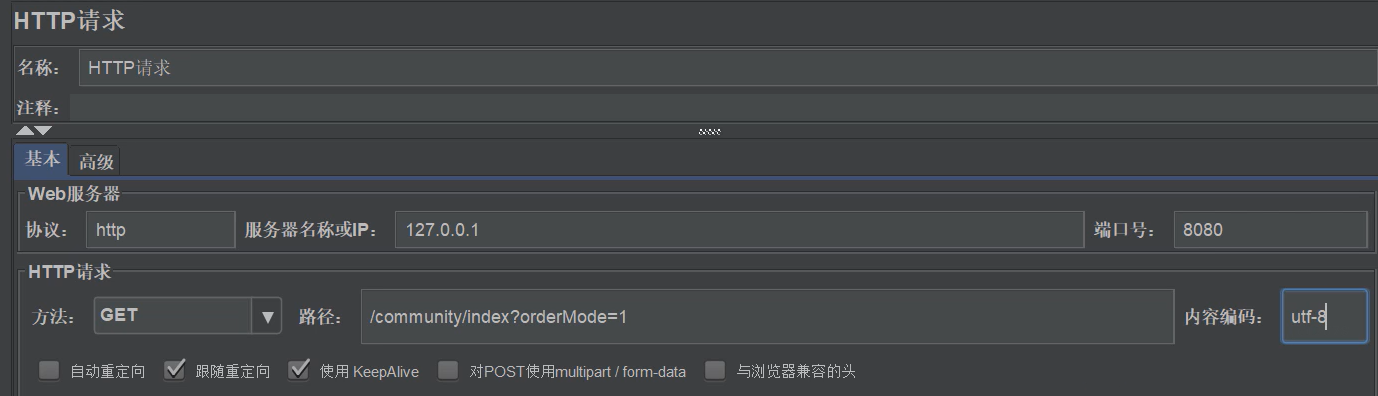 HTTP请求
名称： HTTP请求
注释：
基本 高级
Web服务器
协议： http 服务器名称或IP： 127.0.0.1 端口号： 8080
HTTP请求
方法： GET 路径： /community/index?orderMode=1 内容编码： utf-8
自动重定向 跟随重定向 使用 KeepAlive 对POST使用multipart / form-data 与浏览器兼容的头